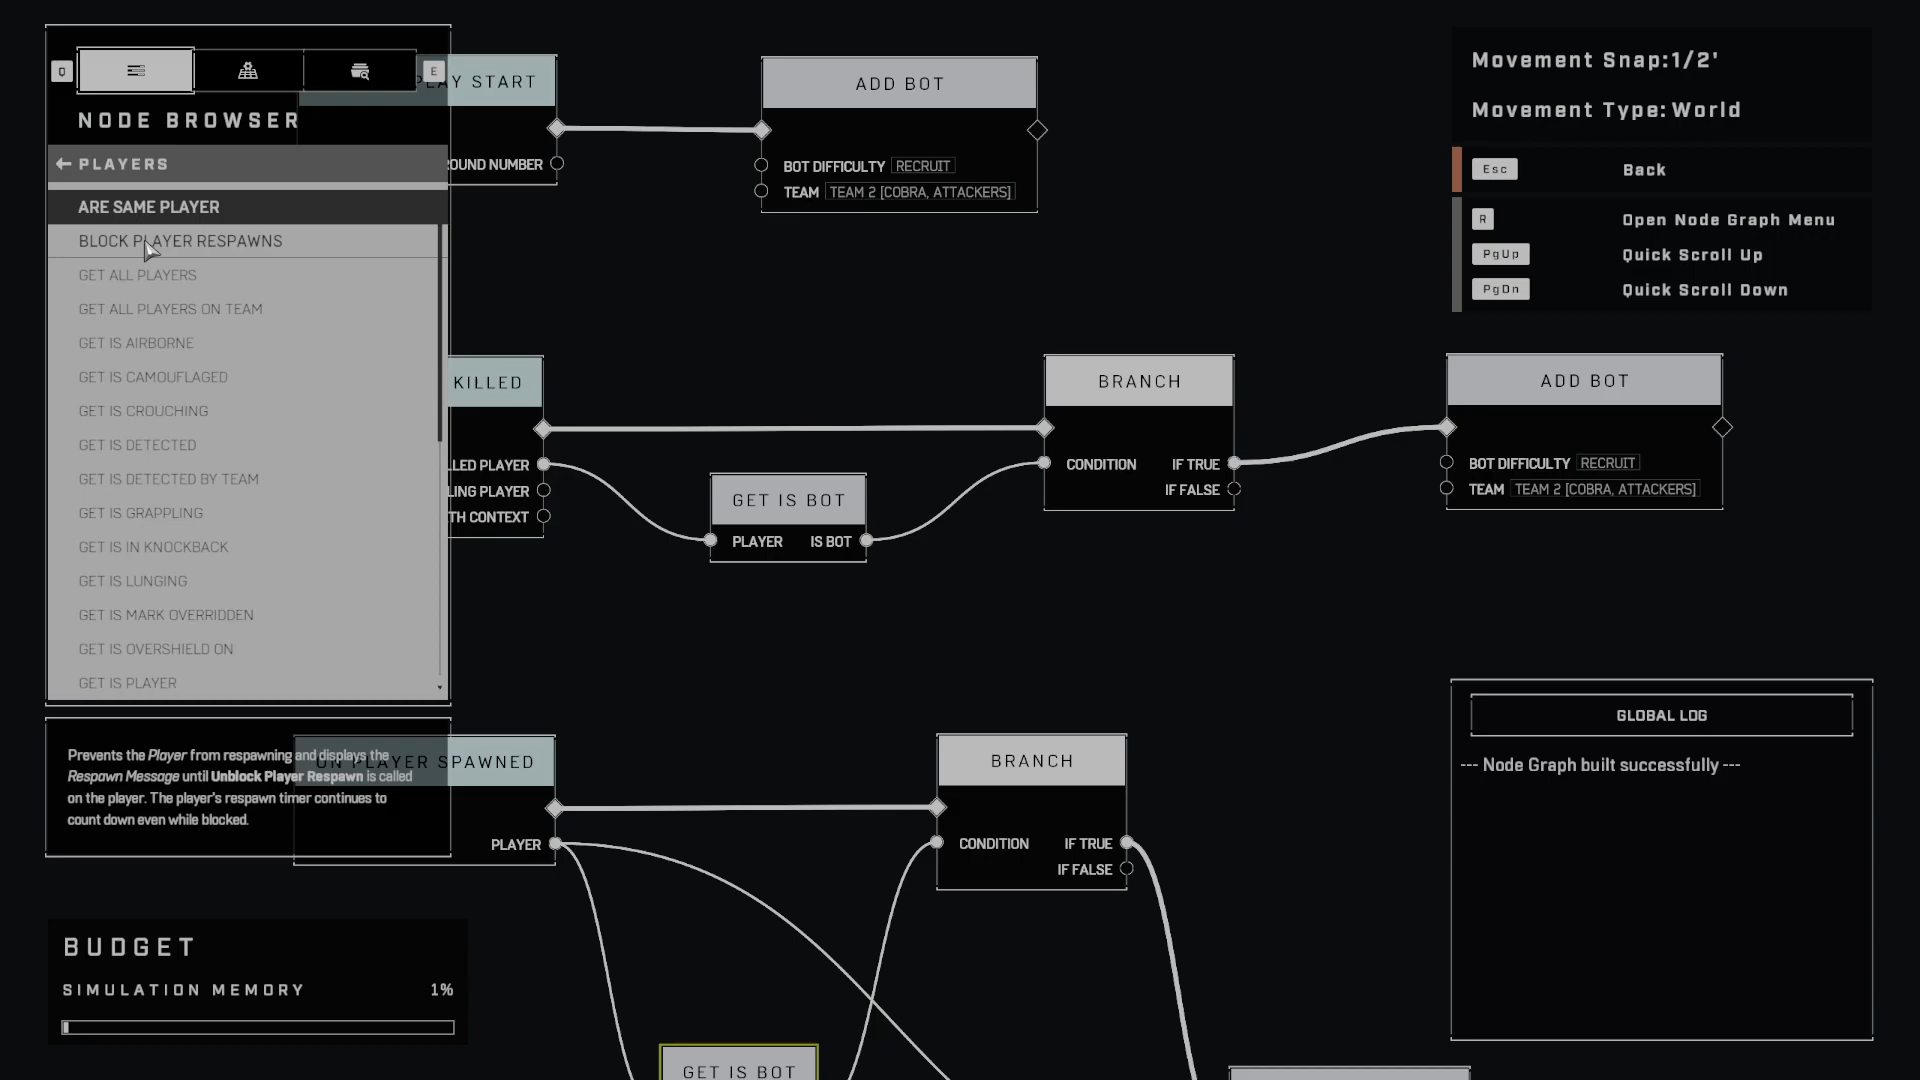 Q
E
NODE BROWSER
PLAYERS
ARE SAME PLAYER
BLOCK PLAYER RESPAWNS
GET ALL PLAYERS
GET ALL PLAYERS ON TEAM
GET IS AIRBORNE
GET IS CAMOUFLAGED
GET IS CROUCHING
GET IS DETECTED
GET IS DETECTED BY TEAM
GET IS GRAPPLING
GET IS IN KNOCKBACK
GET IS LUNGING
GET IS MARK OVERRIDDEN
GET IS OVERSHIELD ON
GET IS PLAYER
Prevents the Player from respawning and displays the
Respawn Message until Unblock Player Respawn is called
on the player. The player's respawn timer continues to
count down even while blocked.
BUDGET
SIMULATION MEMORY 1%
PLAY START
ROUND NUMBER
ADD BOT
BOT DIFFICULTY RECRUIT
TEAM TEAM 2 [COBRA, ATTACKERS]
KILLED
LLED PLAYER
LING PLAYER
TH CONTEXT
GET IS BOT
PLAYER IS BOT
BRANCH
CONDITION IF TRUE
IF FALSE
ADD BOT
BOT DIFFICULTY RECRUIT
TEAM TEAM 2 [COBRA, ATTACKERS]
ON PLAYER SPAWNED
PLAYER
BRANCH
CONDITION IF TRUE
IF FALSE
GET IS BOT
Movement Snap:1/2'
Movement Type:World
Esc Back
R Open Node Graph Menu
PgUp Quick Scroll Up
PgDn Quick Scroll Down
GLOBAL LOG
--- Node Graph built successfully ---